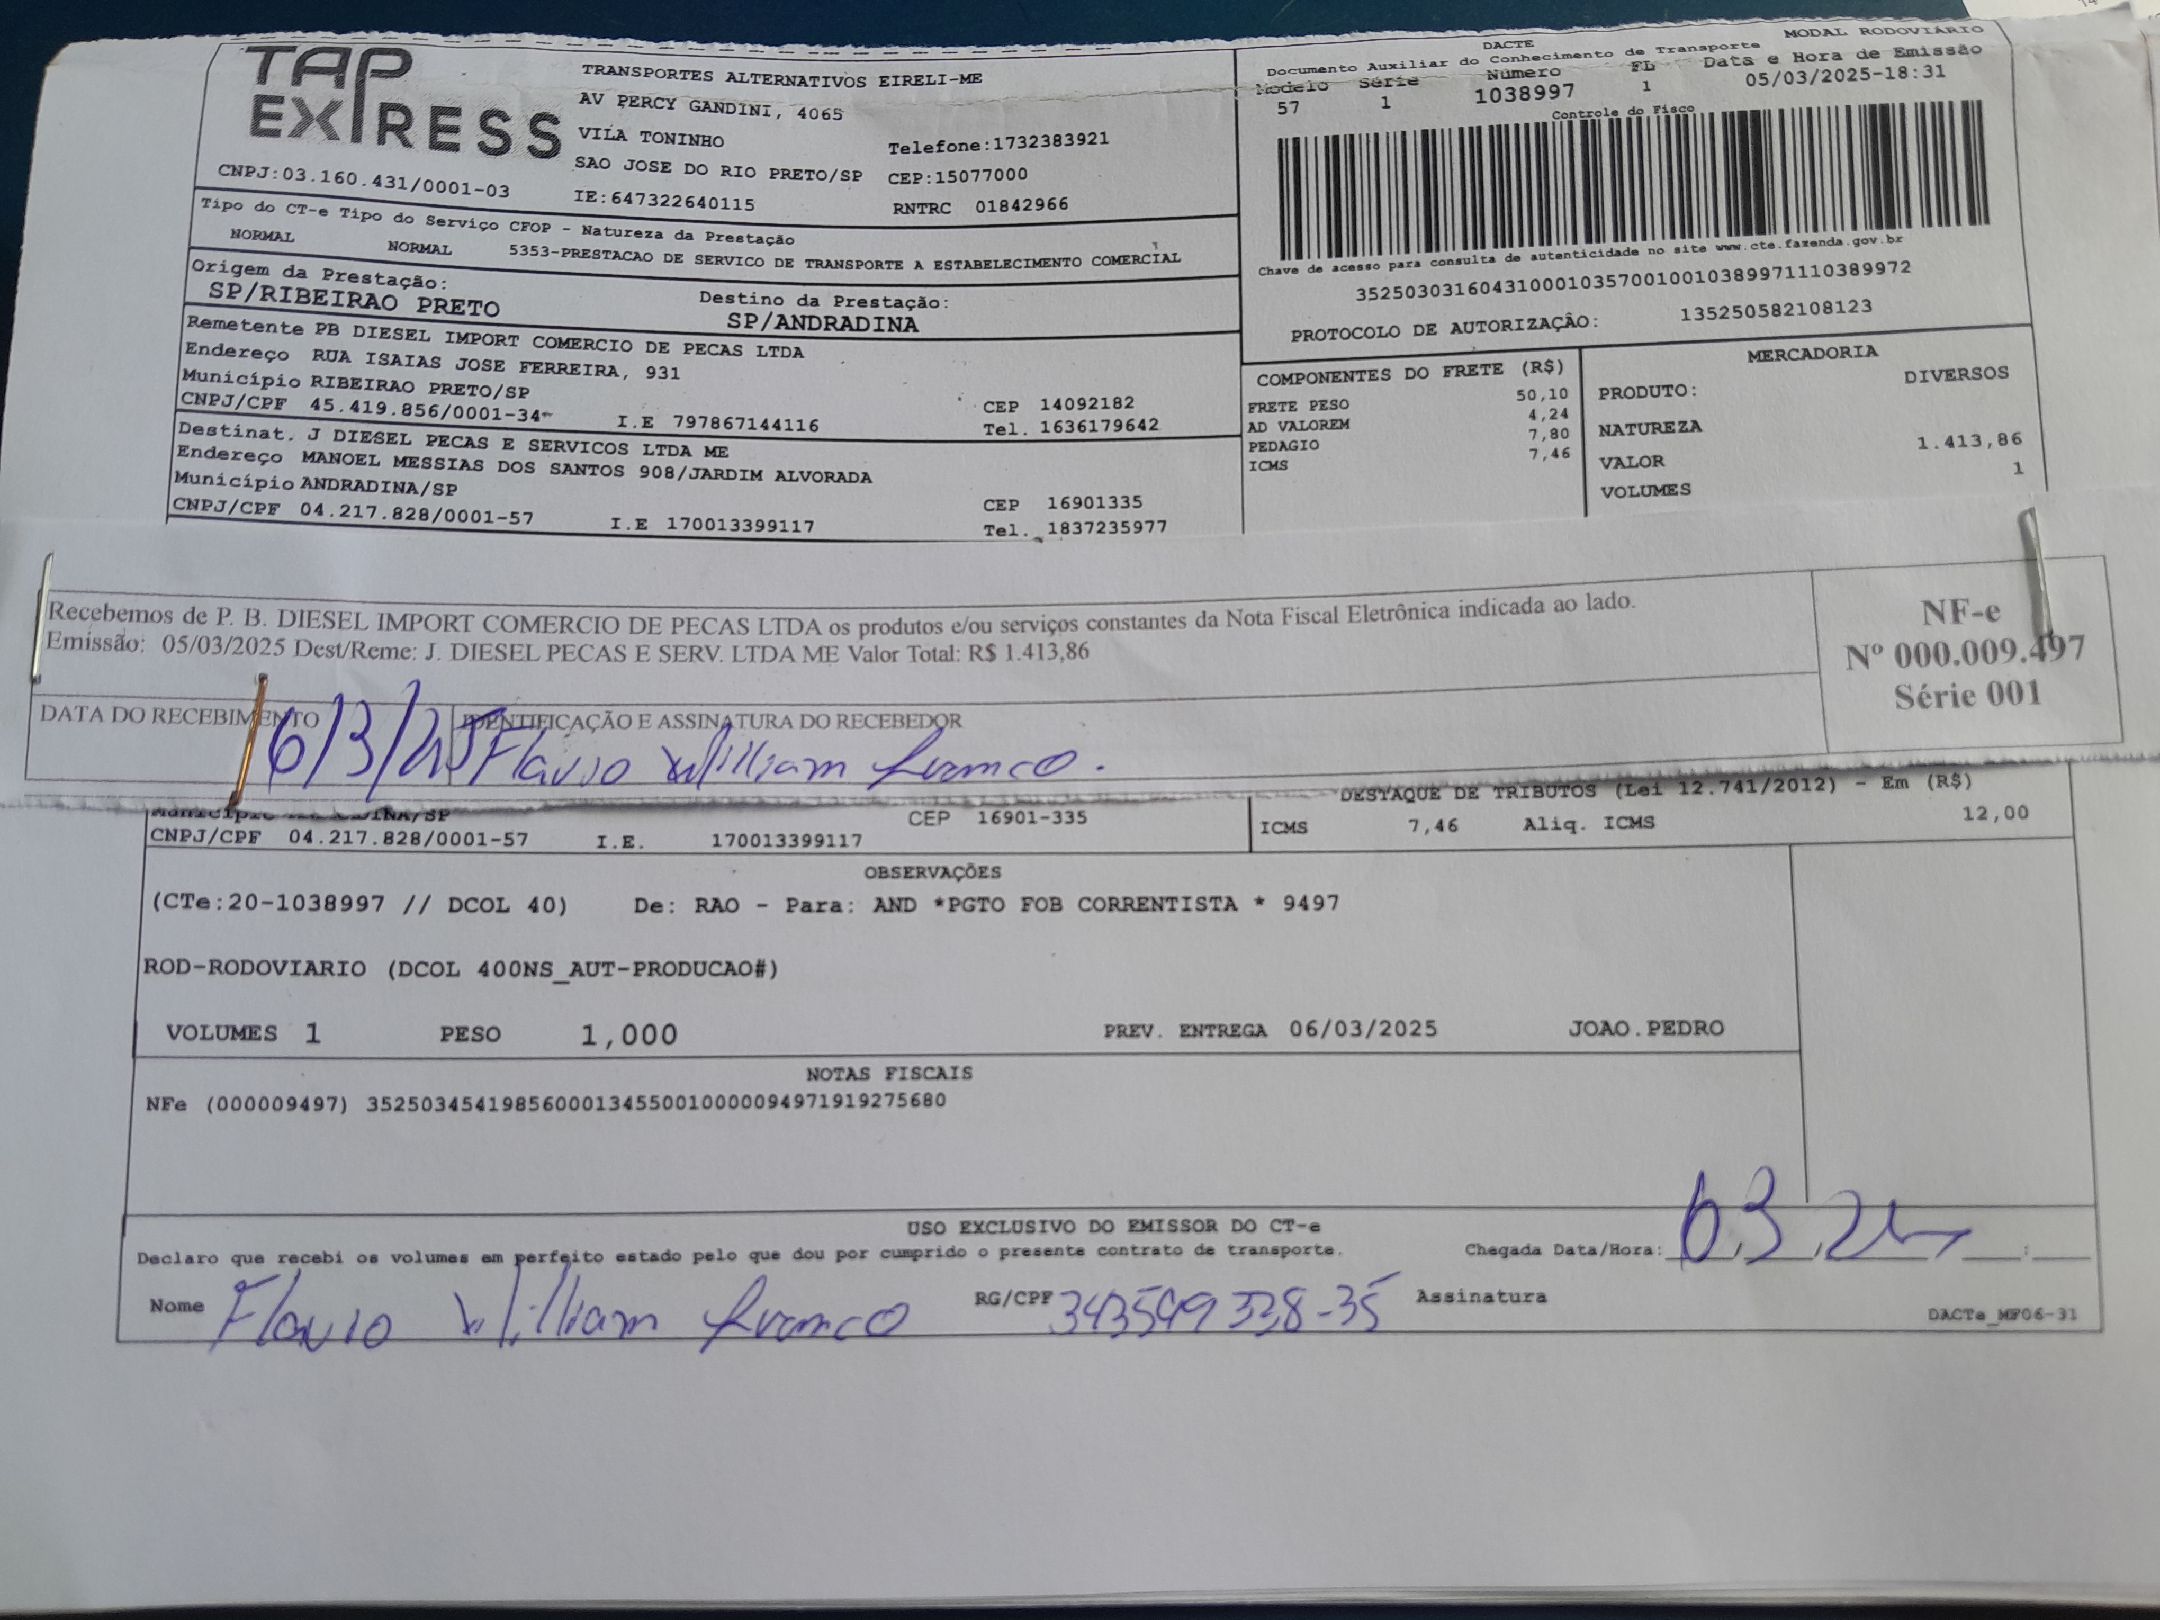 TAP EXPRESS
TRANSPORTES ALTERNATIVOS EIRELI-ME
AV PERCY GANDINI, 4065
VILA TONINHO Telefone:1732383921
SAO JOSE DO RIO PRETO/SP CEP:15077000
CNPJ:03.160.431/0001-03 IE:647322640115 RNTRC 01842966
DACTE MODAL RODOVIÁRIO
Documento Auxiliar do Conhecimento de Transporte
Modelo Série Número FL Data e Hora de Emissão
57 1 1038997 1 05/03/2025-18:31
Controle do Fisco
Chave de acesso para consulta de autenticidade no site www.cte.fazenda.gov.br
35250303160431000103570010010389971110389972
PROTOCOLO DE AUTORIZAÇÃO: 135250582108123
Tipo do CT-e Tipo do Serviço CFOP - Natureza da Prestação
NORMAL NORMAL 5353-PRESTACAO DE SERVICO DE TRANSPORTE A ESTABELECIMENTO COMERCIAL
Origem da Prestação: Destino da Prestação:
SP/RIBEIRAO PRETO SP/ANDRADINA
Remetente PB DIESEL IMPORT COMERCIO DE PECAS LTDA
Endereço RUA ISAIAS JOSE FERREIRA, 931
Município RIBEIRAO PRETO/SP CEP 14092182
CNPJ/CPF 45.419.856/0001-34 I.E 797867144116 Tel. 1636179642
Destinat. J DIESEL PECAS E SERVICOS LTDA ME
Endereço MANOEL MESSIAS DOS SANTOS 908/JARDIM ALVORADA
Município ANDRADINA/SP CEP 16901335
CNPJ/CPF 04.217.828/0001-57 I.E 170013399117 Tel. 1837235977
COMPONENTES DO FRETE (R$)
FRETE PESO 50,10
AD VALOREM 4,24
PEDAGIO 7,80
ICMS 7,46
MERCADORIA
PRODUTO: DIVERSOS
NATUREZA
VALOR 1.413,86
VOLUMES 1
Recebemos de P. B. DIESEL IMPORT COMERCIO DE PECAS LTDA os produtos e/ou serviços constantes da Nota Fiscal Eletrônica indicada ao lado.
Emissão: 05/03/2025 Dest/Reme: J. DIESEL PECAS E SERV. LTDA ME Valor Total: R$ 1.413,86
NF-e
Nº 000.009.497
Série 001
DATA DO RECEBIMENTO IDENTIFICAÇÃO E ASSINATURA DO RECEBEDOR
6/3/25 Flavio William Franco.
DESTAQUE DE TRIBUTOS (Lei 12.741/2012) - Em (R$)
Município ANDRADINA/SP CEP 16901-335
CNPJ/CPF 04.217.828/0001-57 I.E. 170013399117
ICMS 7,46 Aliq. ICMS 12,00
OBSERVAÇÕES
(CTe:20-1038997 // DCOL 40) De: RAO - Para: AND *PGTO FOB CORRENTISTA * 9497
ROD-RODOVIARIO (DCOL 400NS_AUT-PRODUCAO#)
VOLUMES 1 PESO 1,000 PREV. ENTREGA 06/03/2025 JOAO.PEDRO
NOTAS FISCAIS
NFe (000009497) 35250345419856000134550010000094971919275680
USO EXCLUSIVO DO EMISSOR DO CT-e
Declaro que recebi os volumes em perfeito estado pelo que dou por cumprido o presente contrato de transporte. Chegada Data/Hora: 6 3 25
Nome Flavio William Franco RG/CPF 343549338-35 Assinatura
DACTe_MF06-31